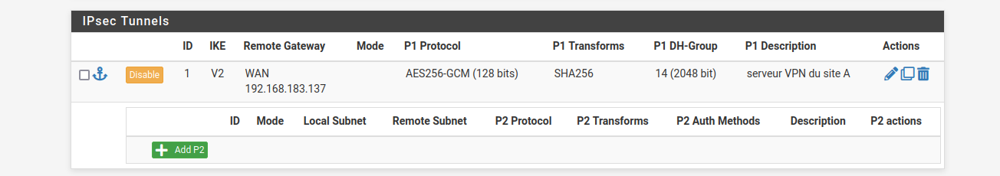 IPsec Tunnels
ID IKE Remote Gateway Mode P1 Protocol P1 Transforms P1 DH-Group P1 Description Actions
Disable 1 V2 WAN AES256-GCM (128 bits) SHA256 14 (2048 bit) serveur VPN du site A
192.168.183.137
ID Mode Local Subnet Remote Subnet P2 Protocol P2 Transforms P2 Auth Methods Description P2 actions
Add P2